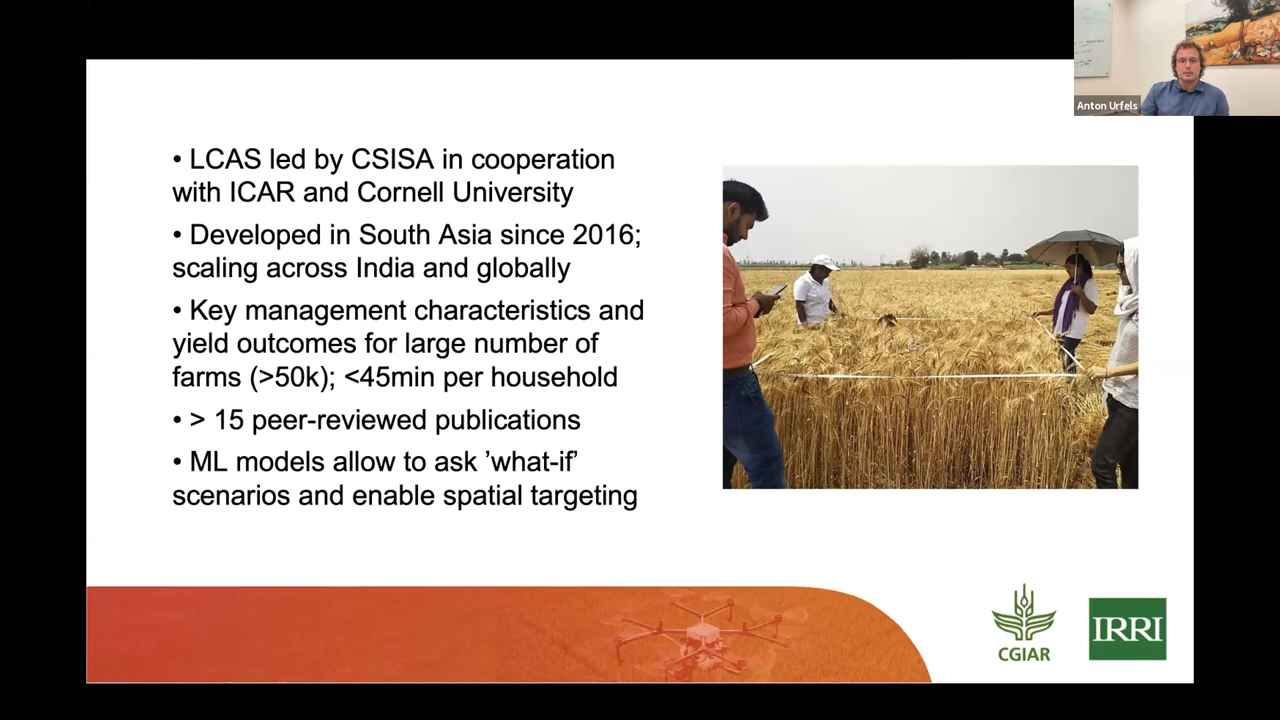 Anton Urfels
• LCAS led by CSISA in cooperation
with ICAR and Cornell University
• Developed in South Asia since 2016;
scaling across India and globally
• Key management characteristics and
yield outcomes for large number of
farms (>50k); <45min per household
• > 15 peer-reviewed publications
• ML models allow to ask ’what-if’
scenarios and enable spatial targeting
CGIAR
IRRI